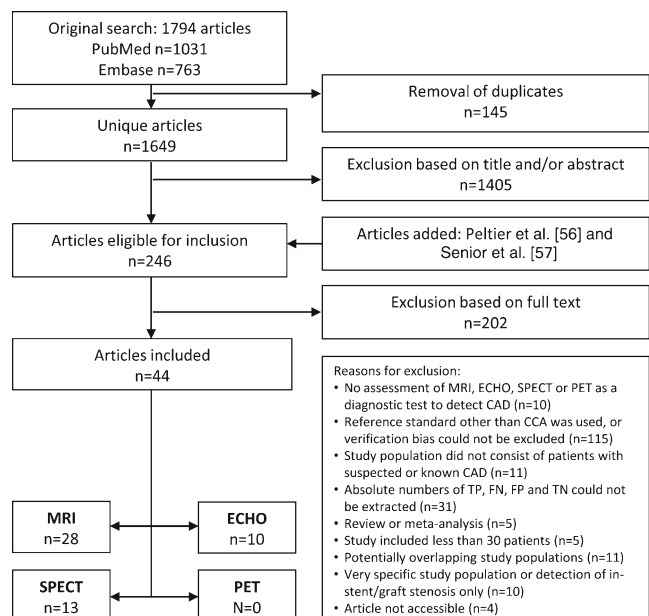 Original search: 1794 articles
PubMed n=1031
Embase n=763
Removal of duplicates
n=145
Unique articles
n=1649
Exclusion based on title and/or abstract
n=1405
Articles eligible for inclusion
n=246
Articles added: Peltier et al. [56] and
Senior et al. [57]
Exclusion based on full text
n=202
Articles included
n=44
Reasons for exclusion:
• No assessment of MRI, ECHO, SPECT or PET as a
diagnostic test to detect CAD (n=10)
• Reference standard other than CCA was used, or
verification bias could not be excluded (n=115)
• Study population did not consist of patients with
suspected or known CAD (n=11)
• Absolute numbers of TP, FN, FP and TN could not
be extracted (n=31)
• Review or meta-analysis (n=5)
• Study included less than 30 patients (n=5)
• Potentially overlapping study populations (n=11)
• Very specific study population or detection of in-
stent/graft stenosis only (n=10)
• Article not accessible (n=4)
MRI
n=28
ECHO
n=10
SPECT
n=13
PET
N=0